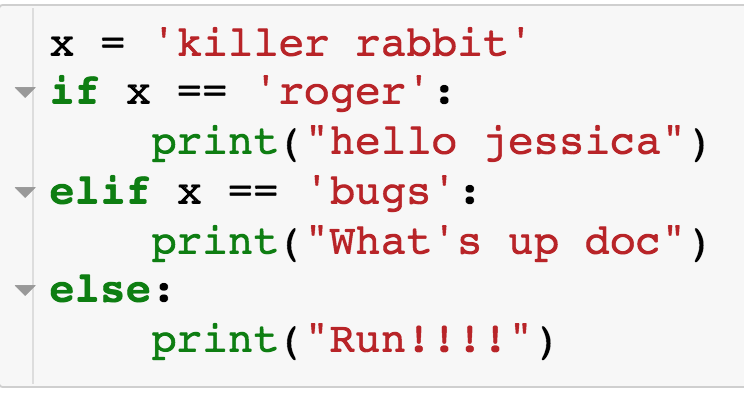 x = 'killer rabbit'
if x == 'roger':
    print("hello jessica")
elif x == 'bugs':
    print("What's up doc")
else:
    print("Run!!!!")